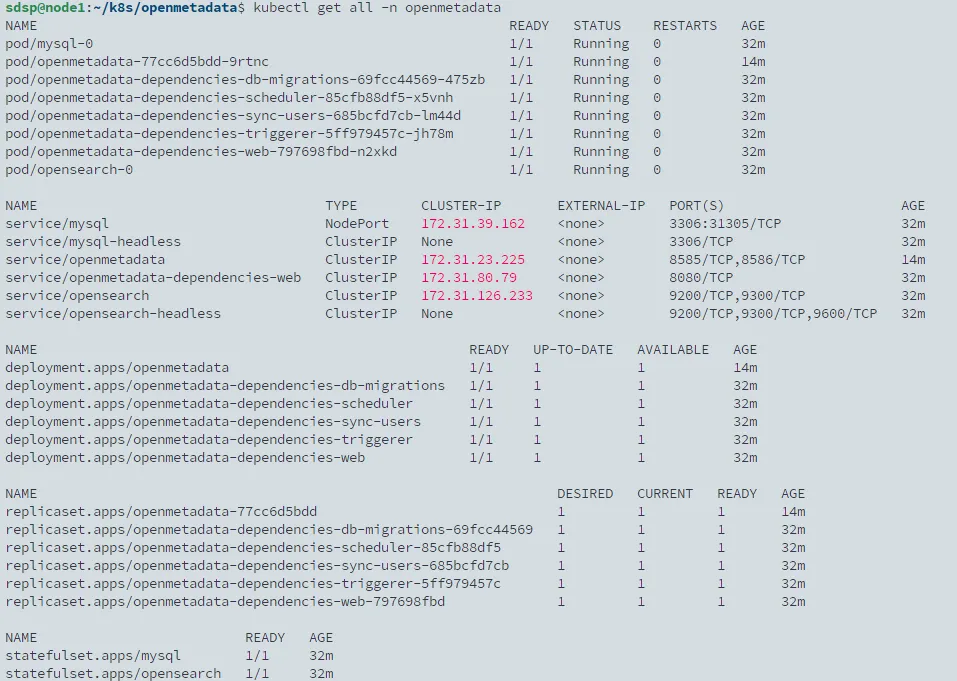 sdsp@node1:~/k8s/openmetadata$ kubectl get all -n openmetadata
NAME READY STATUS RESTARTS AGE
pod/mysql-0 1/1 Running 0 32m
pod/openmetadata-77cc6d5bdd-9rtnc 1/1 Running 0 14m
pod/openmetadata-dependencies-db-migrations-69fcc44569-475zb 1/1 Running 0 32m
pod/openmetadata-dependencies-scheduler-85cfb88df5-x5vnh 1/1 Running 0 32m
pod/openmetadata-dependencies-sync-users-685bcfd7cb-lm44d 1/1 Running 0 32m
pod/openmetadata-dependencies-triggerer-5ff979457c-jh78m 1/1 Running 0 32m
pod/openmetadata-dependencies-web-797698fbd-n2xkd 1/1 Running 0 32m
pod/opensearch-0 1/1 Running 0 32m
NAME TYPE CLUSTER-IP EXTERNAL-IP PORT(S) AGE
service/mysql NodePort 172.31.39.162 <none> 3306:31305/TCP 32m
service/mysql-headless ClusterIP None <none> 3306/TCP 32m
service/openmetadata ClusterIP 172.31.23.225 <none> 8585/TCP,8586/TCP 14m
service/openmetadata-dependencies-web ClusterIP 172.31.80.79 <none> 8080/TCP 32m
service/opensearch ClusterIP 172.31.126.233 <none> 9200/TCP,9300/TCP 32m
service/opensearch-headless ClusterIP None <none> 9200/TCP,9300/TCP,9600/TCP 32m
NAME READY UP-TO-DATE AVAILABLE AGE
deployment.apps/openmetadata 1/1 1 1 14m
deployment.apps/openmetadata-dependencies-db-migrations 1/1 1 1 32m
deployment.apps/openmetadata-dependencies-scheduler 1/1 1 1 32m
deployment.apps/openmetadata-dependencies-sync-users 1/1 1 1 32m
deployment.apps/openmetadata-dependencies-triggerer 1/1 1 1 32m
deployment.apps/openmetadata-dependencies-web 1/1 1 1 32m
NAME DESIRED CURRENT READY AGE
replicaset.apps/openmetadata-77cc6d5bdd 1 1 1 14m
replicaset.apps/openmetadata-dependencies-db-migrations-69fcc44569 1 1 1 32m
replicaset.apps/openmetadata-dependencies-scheduler-85cfb88df5 1 1 1 32m
replicaset.apps/openmetadata-dependencies-sync-users-685bcfd7cb 1 1 1 32m
replicaset.apps/openmetadata-dependencies-triggerer-5ff979457c 1 1 1 32m
replicaset.apps/openmetadata-dependencies-web-797698fbd 1 1 1 32m
NAME READY AGE
statefulset.apps/mysql 1/1 32m
statefulset.apps/opensearch 1/1 32m